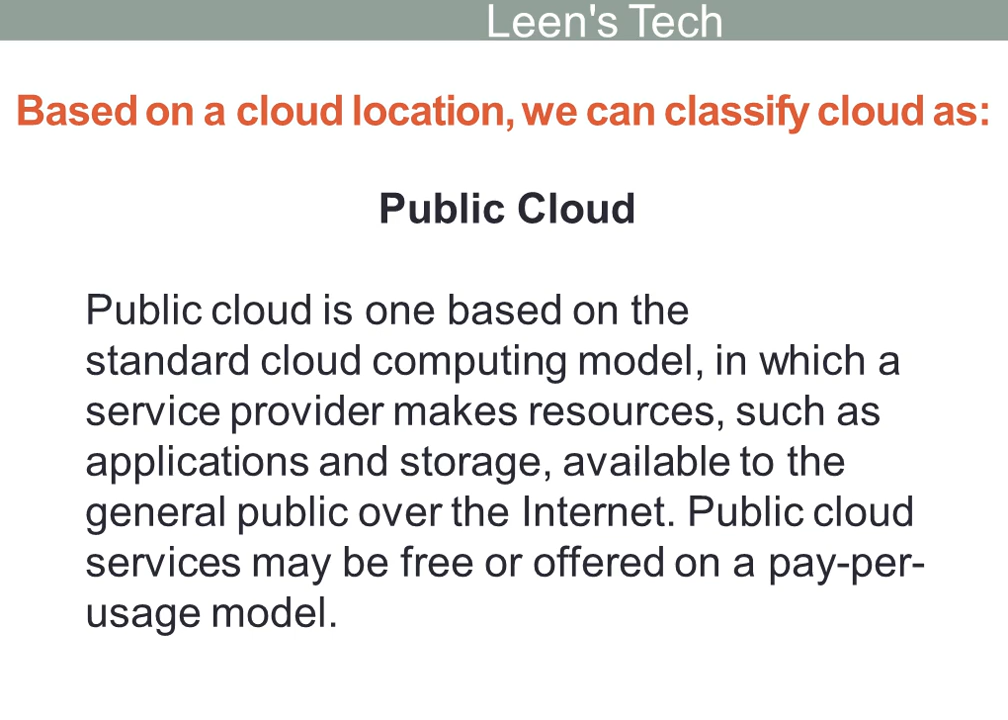 Leen's Tech
Based on a cloud location, we can classify cloud as:
Public Cloud
Public cloud is one based on the
standard cloud computing model, in which a
service provider makes resources, such as
applications and storage, available to the
general public over the Internet. Public cloud
services may be free or offered on a pay-per-
usage model.